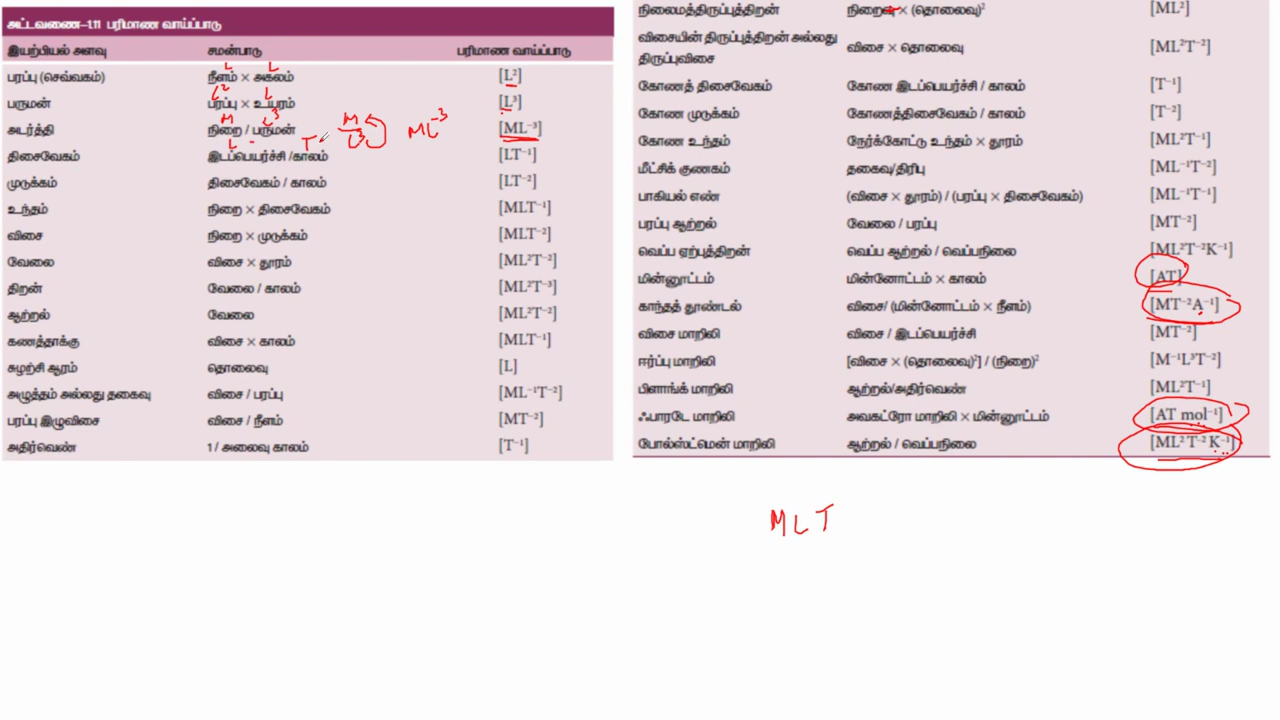 அட்டவணை–1.11 பரிமாண வாய்ப்பாடு
இயற்பியல் அளவு சமன்பாடு பரிமாண வாய்ப்பாடு
L L
பரப்பு (செவ்வகம்) நீளம் × அகலம் [L²]
L² L
பருமன் பரப்பு × உயரம் [L³]
M L³
அடர்த்தி நிறை / பருமன் [ML⁻³]
M
L³
ML⁻³
L T
திசைவேகம் இடப்பெயர்ச்சி /காலம் [LT⁻¹]
முடுக்கம் திசைவேகம் / காலம் [LT⁻²]
உந்தம் நிறை × திசைவேகம் [MLT⁻¹]
விசை நிறை × முடுக்கம் [MLT⁻²]
வேலை விசை × தூரம் [ML²T⁻²]
திறன் வேலை / காலம் [ML²T⁻³]
ஆற்றல் வேலை [ML²T⁻²]
கணத்தாக்கு விசை × காலம் [MLT⁻¹]
சுழற்சி ஆரம் தொலைவு [L]
அழுத்தம் அல்லது தகைவு விசை / பரப்பு [ML⁻¹T⁻²]
பரப்பு இழுவிசை விசை / நீளம் [MT⁻²]
அதிர்வெண் 1 / அலைவு காலம் [T⁻¹]
நிலைமத்திருப்புத்திறன் நிறை × (தொலைவு)² [ML²]
விசையின் திருப்புத்திறன் அல்லது
திருப்புவிசை விசை × தொலைவு [ML²T⁻²]
கோணத் திசைவேகம் கோண இடப்பெயர்ச்சி / காலம் [T⁻¹]
கோண முடுக்கம் கோணத்திசைவேகம் / காலம் [T⁻²]
கோண உந்தம் நேர்க்கோட்டு உந்தம் × தூரம் [ML²T⁻¹]
மீட்சிக் குணகம் தகைவு/திரிபு [ML⁻¹T⁻²]
பாகியல் எண் (விசை × தூரம்) / (பரப்பு × திசைவேகம்) [ML⁻¹T⁻¹]
பரப்பு ஆற்றல் வேலை / பரப்பு [MT⁻²]
வெப்ப ஏற்புத்திறன் வெப்ப ஆற்றல் / வெப்பநிலை [ML²T⁻²K⁻¹]
மின்னூட்டம் மின்னோட்டம் × காலம் [AT]
காந்தத் தூண்டல் விசை/ (மின்னோட்டம் × நீளம்) [MT⁻²A⁻¹]
விசை மாறிலி விசை / இடப்பெயர்ச்சி [MT⁻²]
ஈர்ப்பு மாறிலி [விசை × (தொலைவு)²] / (நிறை)² [M⁻¹L³T⁻²]
பிளாங்க் மாறிலி ஆற்றல்/அதிர்வெண் [ML²T⁻¹]
ஃபாரடே மாறிலி அவகட்ரோ மாறிலி × மின்னூட்டம் [AT mol⁻¹]
போல்ஸ்ட்மென் மாறிலி ஆற்றல் / வெப்பநிலை [ML² T⁻² K⁻¹]
MLT